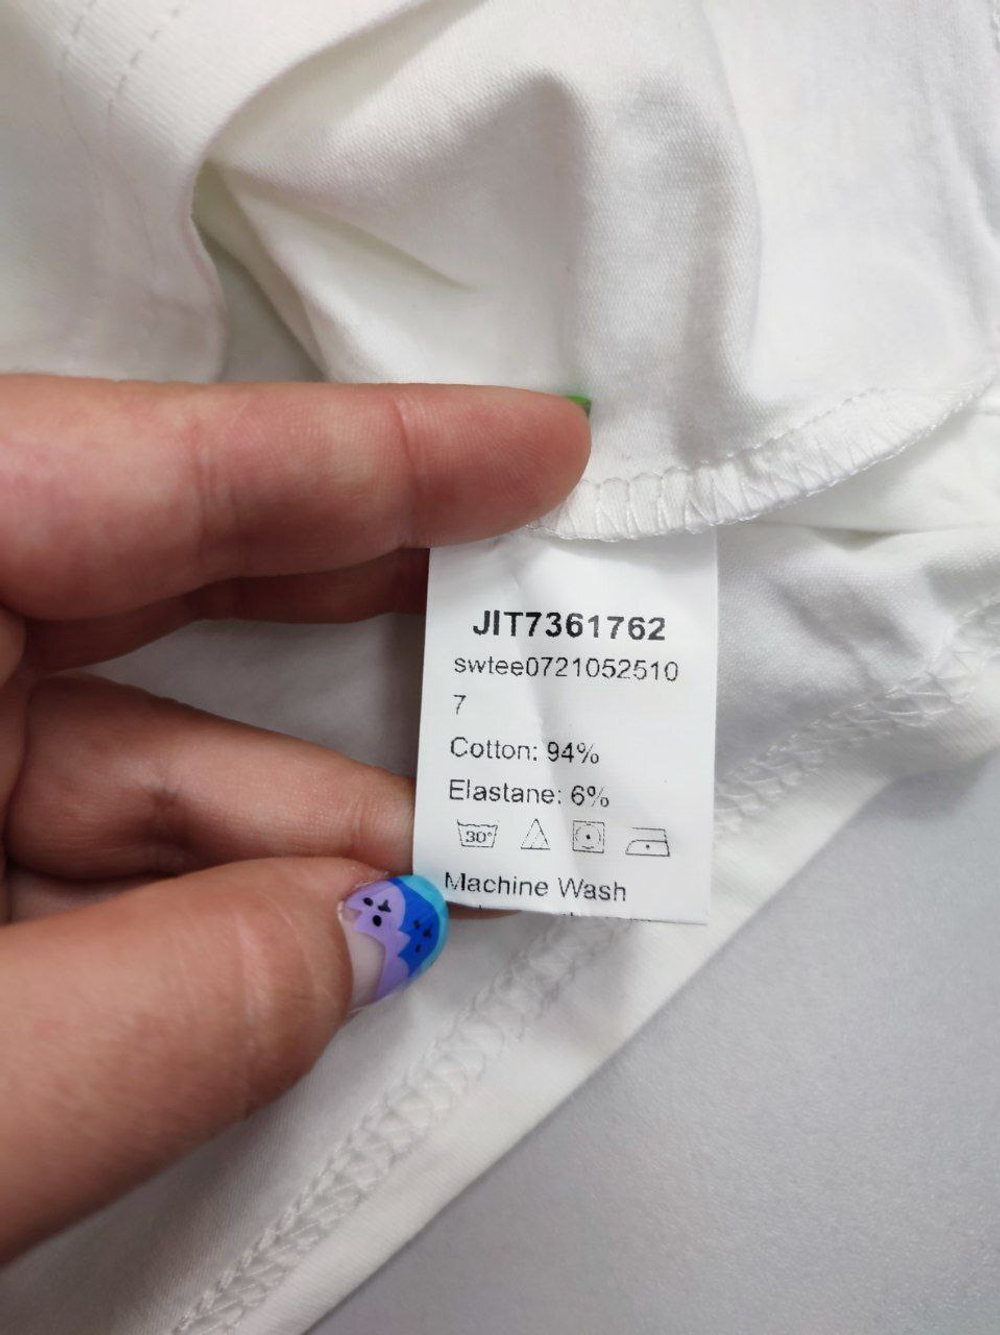 JIT7361762
swtee0721052510
7
Cotton: 94%
Elastane: 6%
30°
Machine Wash